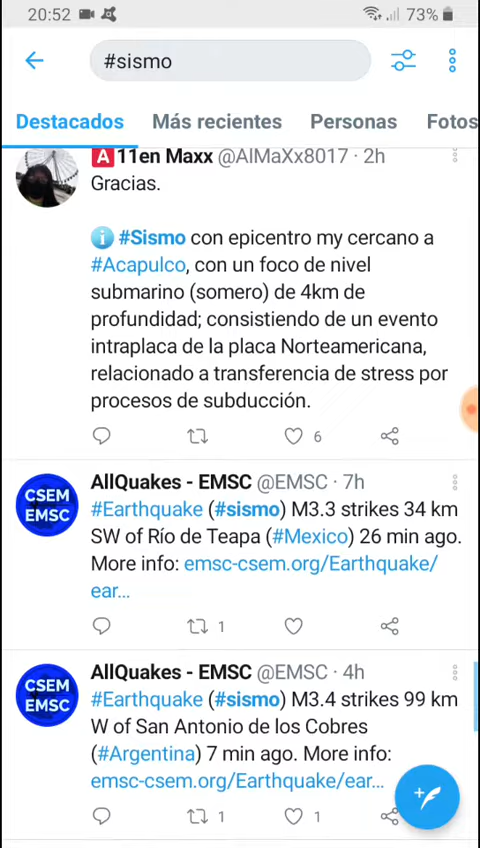 20:52 73%
#sismo
Destacados Más recientes Personas Fotos
A 11en Maxx @AlMaXx8017 · 2h
Gracias.
#Sismo con epicentro my cercano a
#Acapulco, con un foco de nivel
submarino (somero) de 4km de
profundidad; consistiendo de un evento
intraplaca de la placa Norteamericana,
relacionado a transferencia de stress por
procesos de subducción.
6
CSEM
EMSC
AllQuakes - EMSC @EMSC · 7h
#Earthquake (#sismo) M3.3 strikes 34 km
SW of Río de Teapa (#Mexico) 26 min ago.
More info: emsc-csem.org/Earthquake/
ear...
1
CSEM
EMSC
AllQuakes - EMSC @EMSC · 4h
#Earthquake (#sismo) M3.4 strikes 99 km
W of San Antonio de los Cobres
(#Argentina) 7 min ago. More info:
emsc-csem.org/Earthquake/ear...
1 1